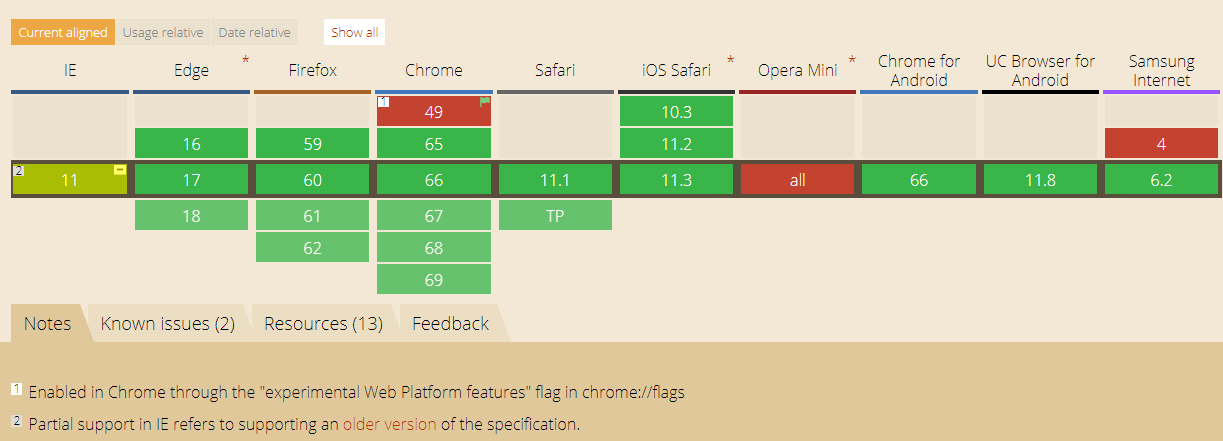 Current aligned Usage relative Date relative Show all
IE Edge * Firefox Chrome Safari iOS Safari * Opera Mini * Chrome for Android UC Browser for Android Samsung Internet
1 49 10.3
16 59 65 11.2 4
2 11 17 60 66 11.1 11.3 all 66 11.8 6.2
18 61 67 TP
62 68
69
Notes Known issues (2) Resources (13) Feedback
1 Enabled in Chrome through the "experimental Web Platform features" flag in chrome://flags
2 Partial support in IE refers to supporting an older version of the specification.